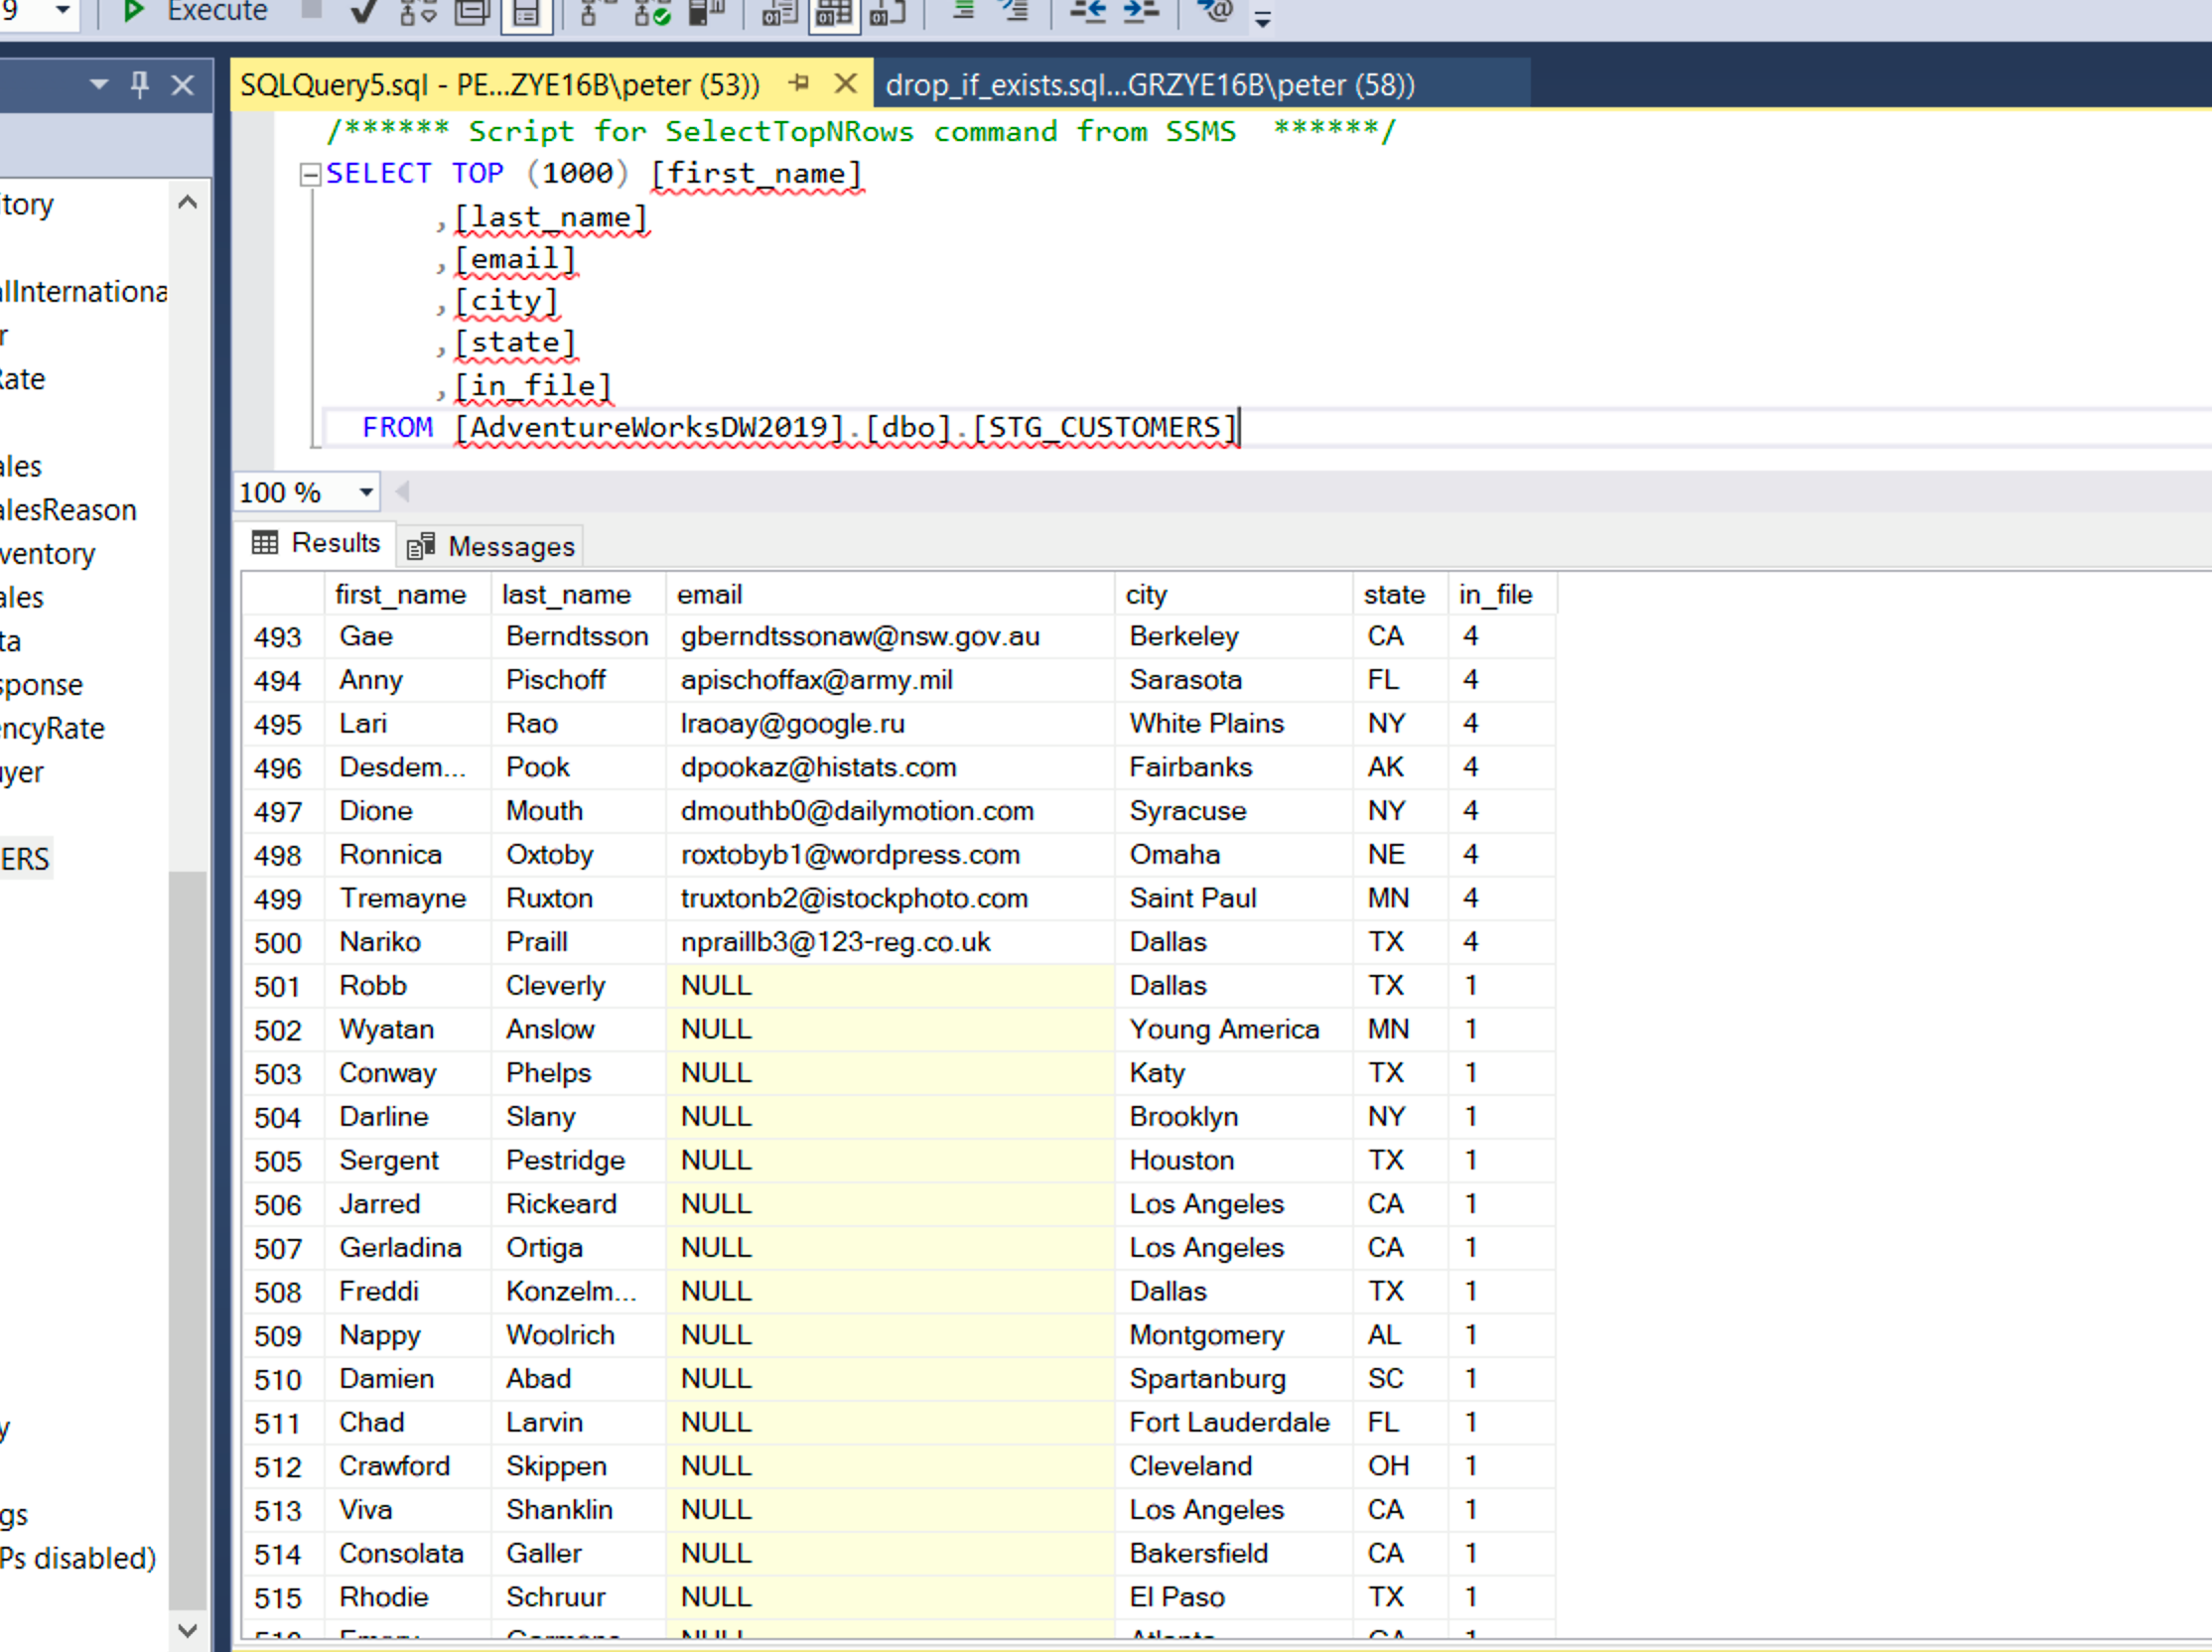 9 Execute
SQLQuery5.sql - PE...ZYE16B\peter (53))
drop_if_exists.sql...GRZYE16B\peter (58))
/****** Script for SelectTopNRows command from SSMS ******/
SELECT TOP (1000) [first_name]
,[last_name]
,[email]
,[city]
,[state]
,[in_file]
FROM [AdventureWorksDW2019].[dbo].[STG_CUSTOMERS]
itory
alInternationa
r
Rate
ales
alesReason
ventory
ales
ta
sponse
encyRate
uyer
ERS
y
gs
Ps disabled)
100 %
Results Messages
first_name last_name email city state in_file
493 Gae Berndtsson gberndtssonaw@nsw.gov.au Berkeley CA 4
494 Anny Pischoff apischoffax@army.mil Sarasota FL 4
495 Lari Rao lraoay@google.ru White Plains NY 4
496 Desdem... Pook dpookaz@histats.com Fairbanks AK 4
497 Dione Mouth dmouthb0@dailymotion.com Syracuse NY 4
498 Ronnica Oxtoby roxtobyb1@wordpress.com Omaha NE 4
499 Tremayne Ruxton truxtonb2@istockphoto.com Saint Paul MN 4
500 Nariko Praill npraillb3@123-reg.co.uk Dallas TX 4
501 Robb Cleverly NULL Dallas TX 1
502 Wyatan Anslow NULL Young America MN 1
503 Conway Phelps NULL Katy TX 1
504 Darline Slany NULL Brooklyn NY 1
505 Sergent Pestridge NULL Houston TX 1
506 Jarred Rickeard NULL Los Angeles CA 1
507 Gerladina Ortiga NULL Los Angeles CA 1
508 Freddi Konzelm... NULL Dallas TX 1
509 Nappy Woolrich NULL Montgomery AL 1
510 Damien Abad NULL Spartanburg SC 1
511 Chad Larvin NULL Fort Lauderdale FL 1
512 Crawford Skippen NULL Cleveland OH 1
513 Viva Shanklin NULL Los Angeles CA 1
514 Consolata Galler NULL Bakersfield CA 1
515 Rhodie Schruur NULL El Paso TX 1